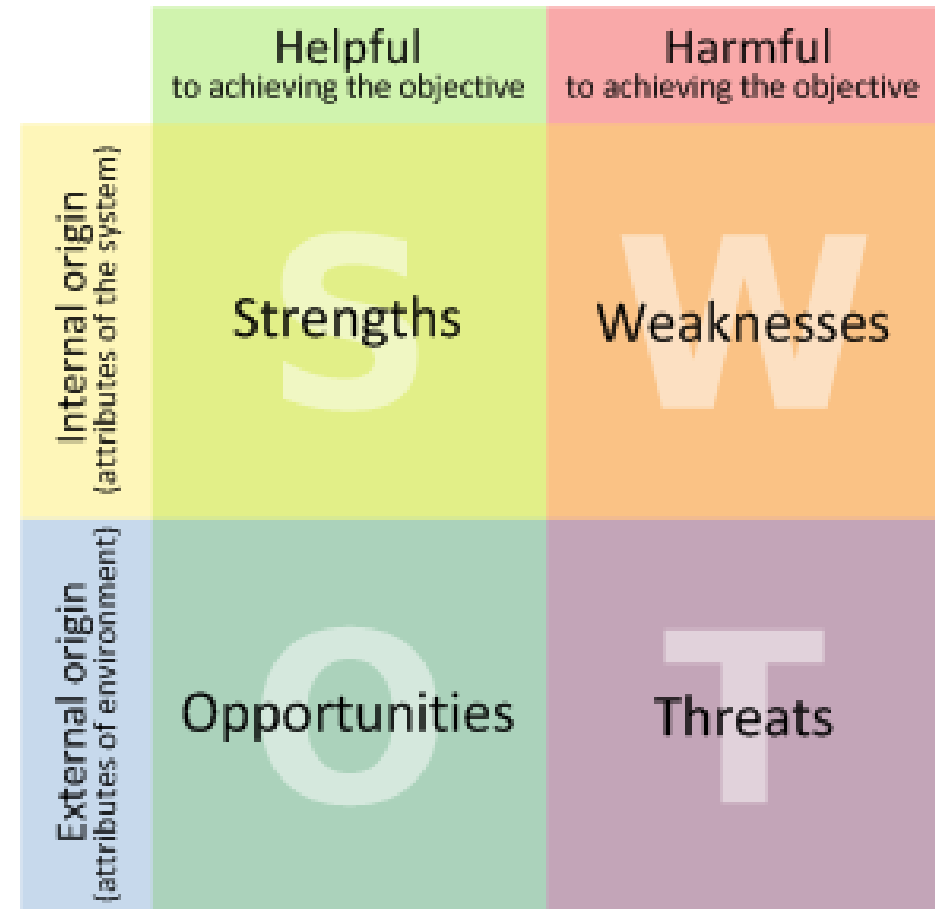 Helpful
to achieving the objective
Harmful
to achieving the objective
Internal origin
(attributes of the system)
S
Strengths
W
Weaknesses
External origin
(attributes of environment)
O
Opportunities
T
Threats